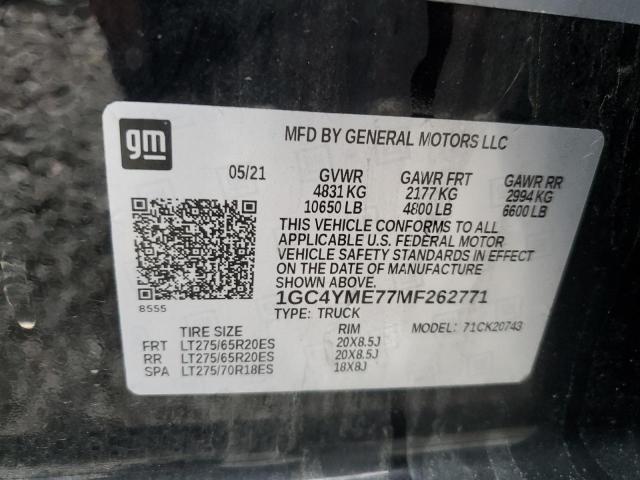 gm
MFD BY GENERAL MOTORS LLC
05/21 GVWR GAWR FRT GAWR RR
4831 KG 2177 KG 2994 KG
10650 LB 4800 LB 6600 LB
THIS VEHICLE CONFORMS TO ALL
APPLICABLE U.S. FEDERAL MOTOR
VEHICLE SAFETY STANDARDS IN EFFECT
ON THE DATE OF MANUFACTURE
SHOWN ABOVE.
8555
1GC4YME77MF262771
TYPE: TRUCK
MODEL: 71CK20743
TIRE SIZE RIM
FRT LT275/65R20ES 20X8.5J
RR LT275/65R20ES 20X8.5J
SPA LT275/70R18ES 18X8J